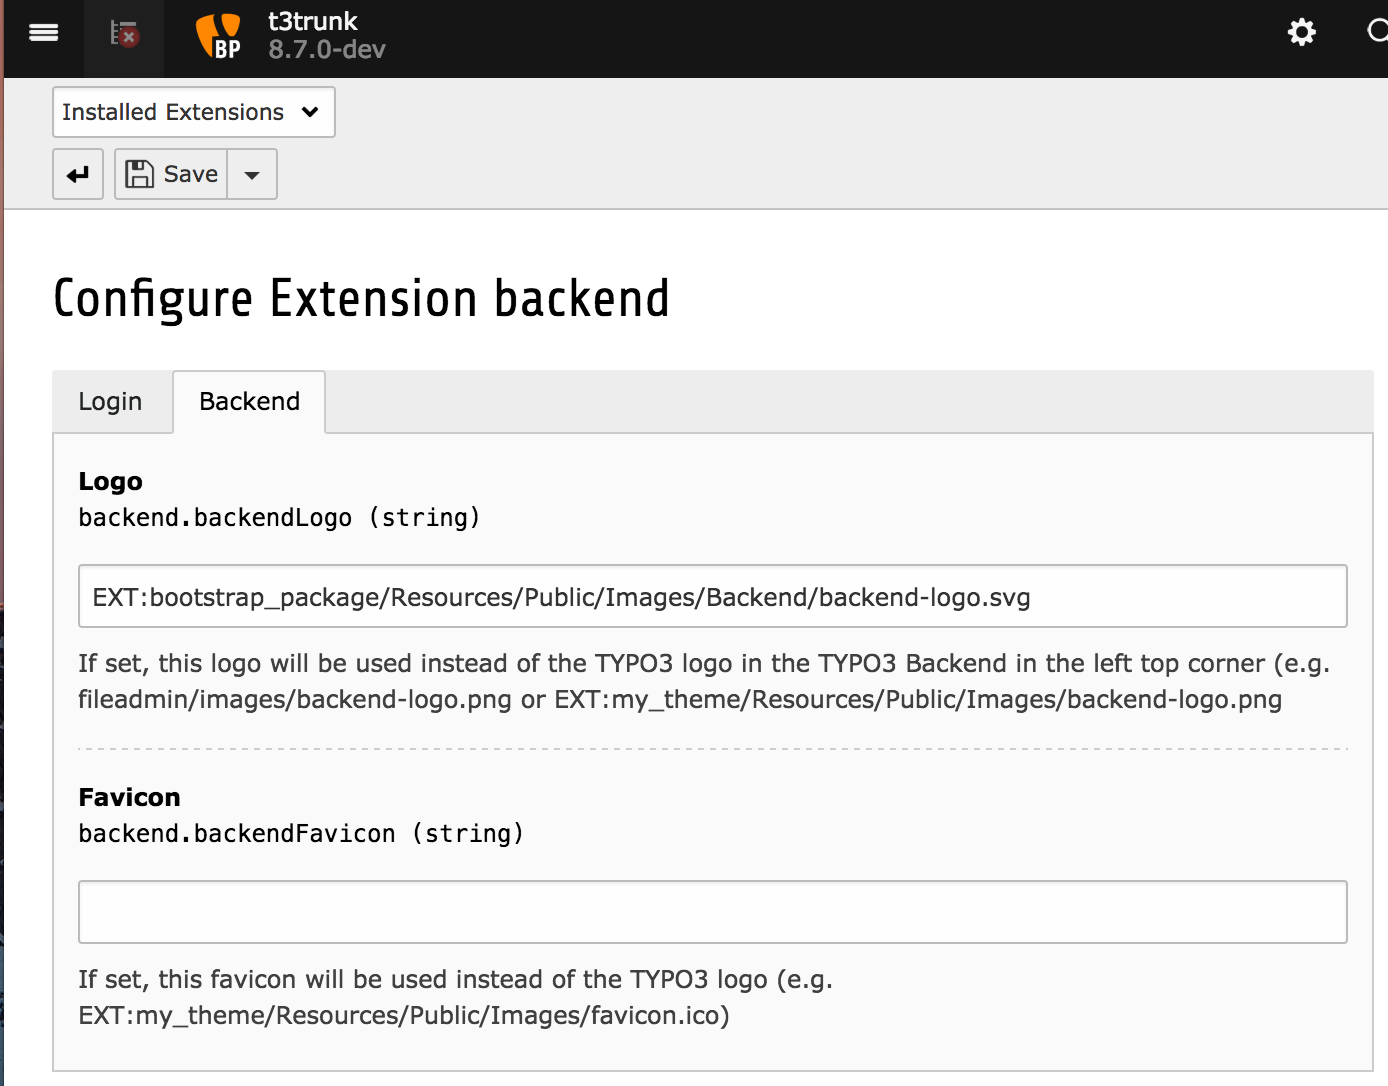 t3trunk
BP
8.7.0-dev
Installed Extensions
Save
Configure Extension backend
Login Backend
Logo
backend.backendLogo (string)
EXT:bootstrap_package/Resources/Public/Images/Backend/backend-logo.svg
If set, this logo will be used instead of the TYPO3 logo in the TYPO3 Backend in the left top corner (e.g.
fileadmin/images/backend-logo.png or EXT:my_theme/Resources/Public/Images/backend-logo.png
Favicon
backend.backendFavicon (string)
If set, this favicon will be used instead of the TYPO3 logo (e.g.
EXT:my_theme/Resources/Public/Images/favicon.ico)